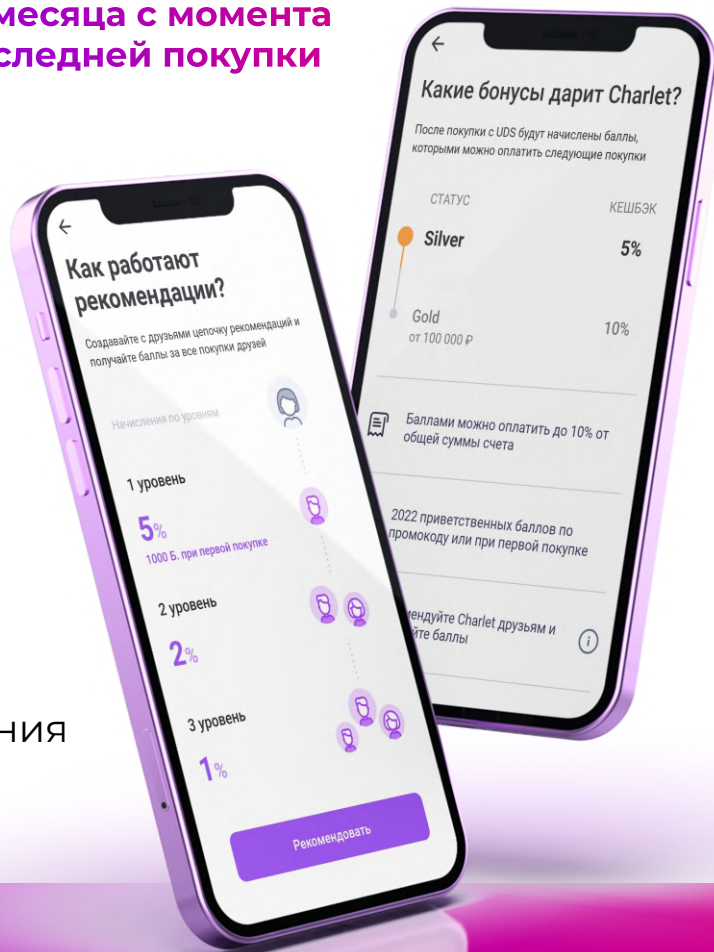 месяца с момента
следней покупки
Как работают
рекомендации?
Создавайте с друзьями цепочку рекомендаций и
получайте баллы за все покупки друзей
Начисления по уровням
1 уровень
5%
1000 Б. при первой покупке
2 уровень
2%
3 уровень
1%
Рекомендовать
Какие бонусы дарит Charlet?
После покупки с UDS будут начислены баллы,
которыми можно оплатить следующие покупки
СТАТУС КЕШБЭК
Silver 5%
Gold 10%
от 100 000 ₽
Баллами можно оплатить до 10% от
общей суммы счета
2022 приветственных баллов по
промокоду или при первой покупке
мендуйте Charlet друзьям и
йте баллы
ния